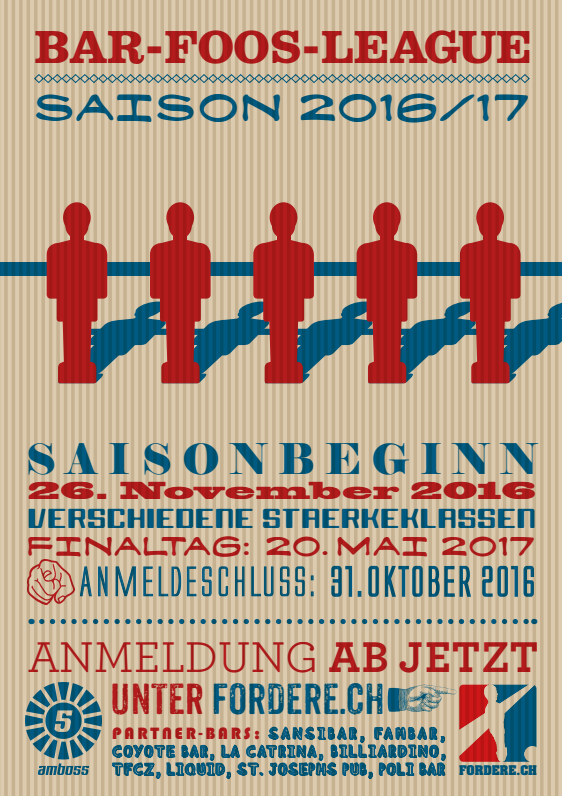 BAR-FOOS-LEAGUE
SAISON 2016/17
SAISONBEGINN
26. November 2016
VERSCHIEDENE STAERKEKLASSEN
FINALTAG: 20. MAI 2017
ANMELDESCHLUSS: 31. OKTOBER 2016
ANMELDUNG AB JETZT
UNTER FORDERE.CH
PARTNER-BARS: SANSIBAR, FAMBAR,
COYOTE BAR, LA CATRINA, BILLIARDINO,
TFCZ, LIQUID, ST. JOSEPHS PUB, POLI BAR
5
amboss
FORDERE.CH